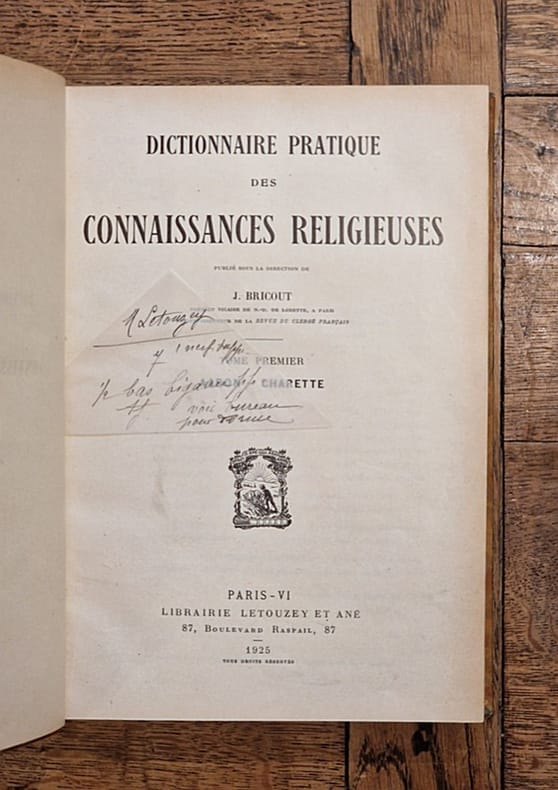 DICTIONNAIRE PRATIQUE
DES
CONNAISSANCES RELIGIEUSES
PUBLIÉ SOUS LA DIRECTION DE
J. BRICOUT
VICAIRE DE N.-D. DE LORETTE, A PARIS
DE LA REVUE DU CLERGÉ FRANÇAIS
Letouzey
TOME PREMIER
CHARETTE
bas
voir bureau
pour
PARIS-VI
LIBRAIRIE LETOUZEY ET ANÉ
87, BOULEVARD RASPAIL, 87
1925
TOUS DROITS RÉSERVÉS